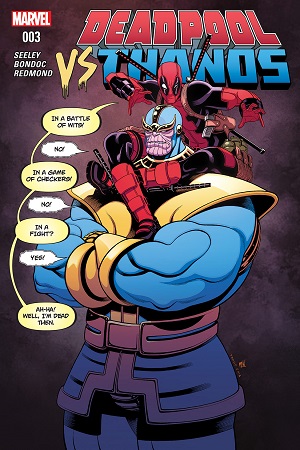 MARVEL
003
SEELEY
BONDOC
REDMOND
DEADPOOL
VS THANOS
IN A BATTLE
OF WITS!
NO!
IN A GAME
OF CHECKERS!
NO!
IN A
FIGHT?
YES!
AH-HA!
WELL, I'M DEAD
THEN.